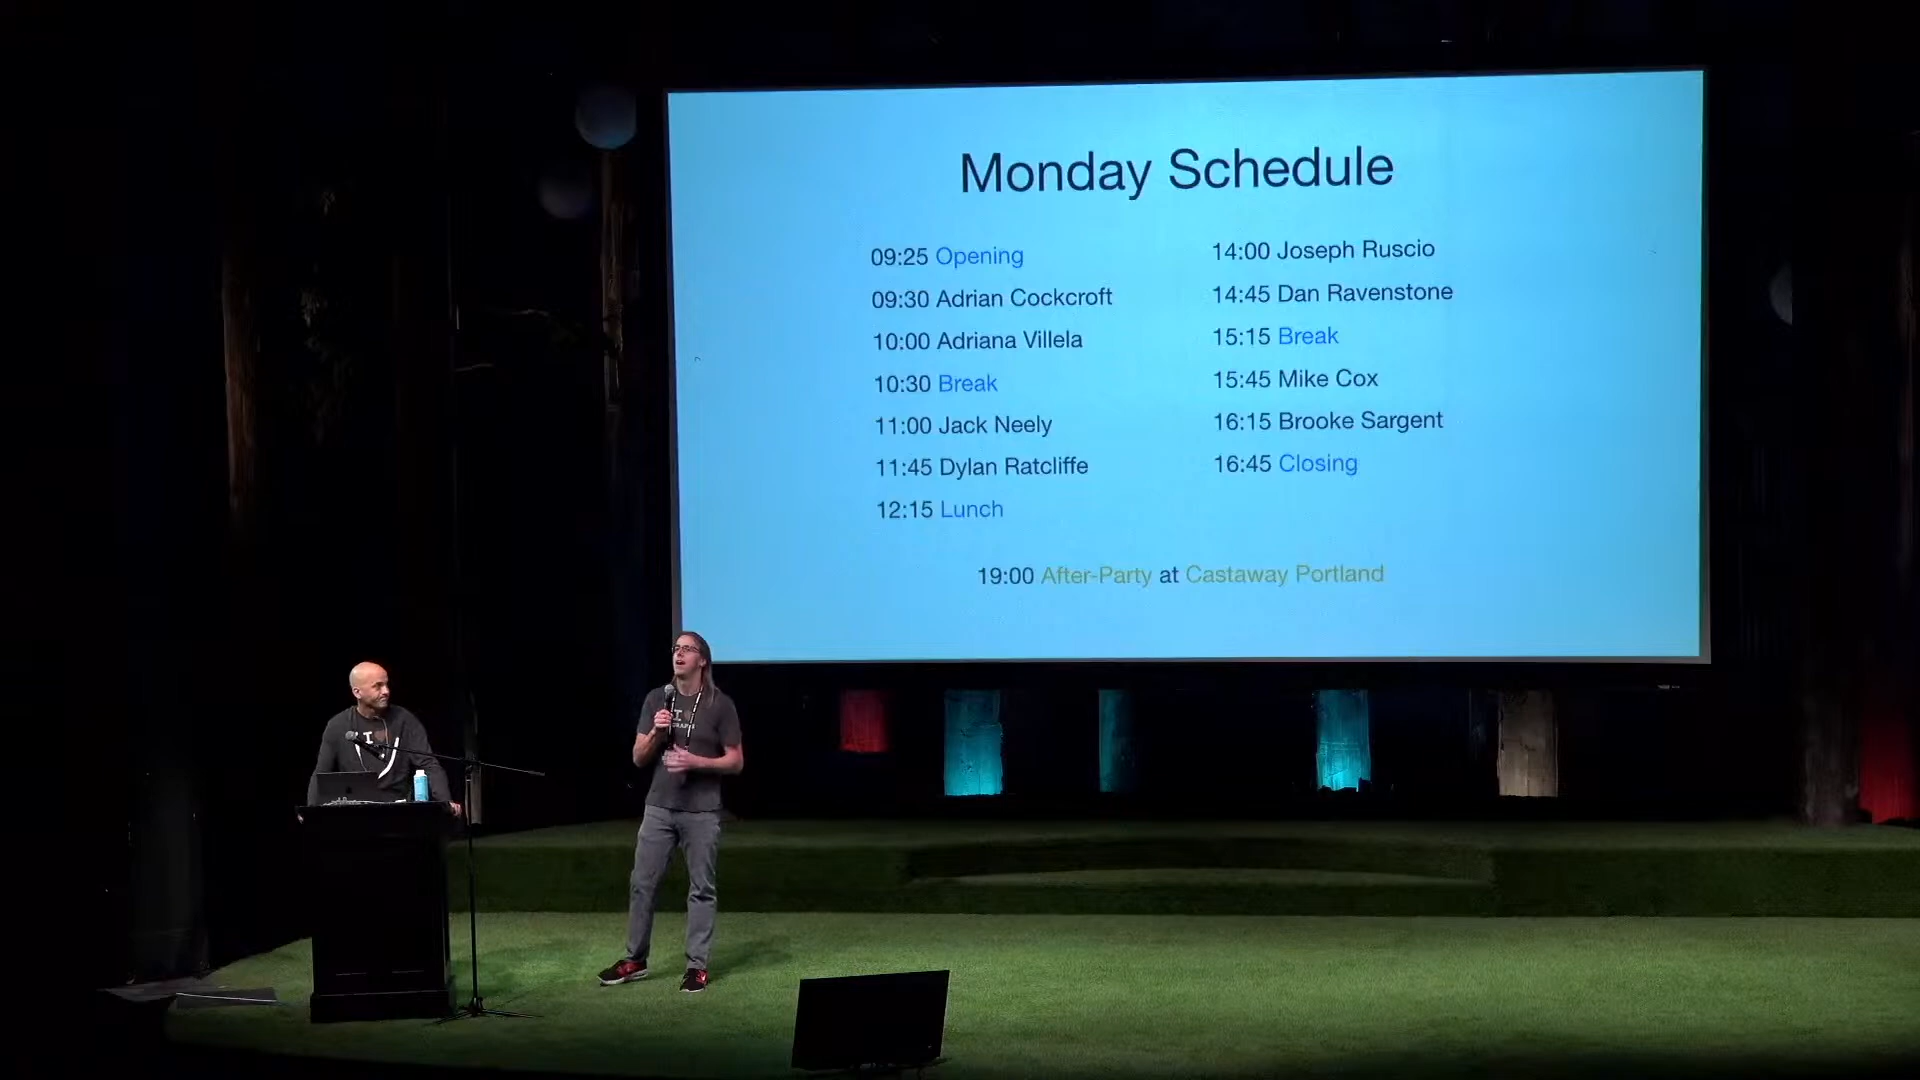 Monday Schedule
09:25 Opening
09:30 Adrian Cockcroft
10:00 Adriana Villela
10:30 Break
11:00 Jack Neely
11:45 Dylan Ratcliffe
12:15 Lunch
14:00 Joseph Ruscio
14:45 Dan Ravenstone
15:15 Break
15:45 Mike Cox
16:15 Brooke Sargent
16:45 Closing
19:00 After-Party at Castaway Portland
I
I